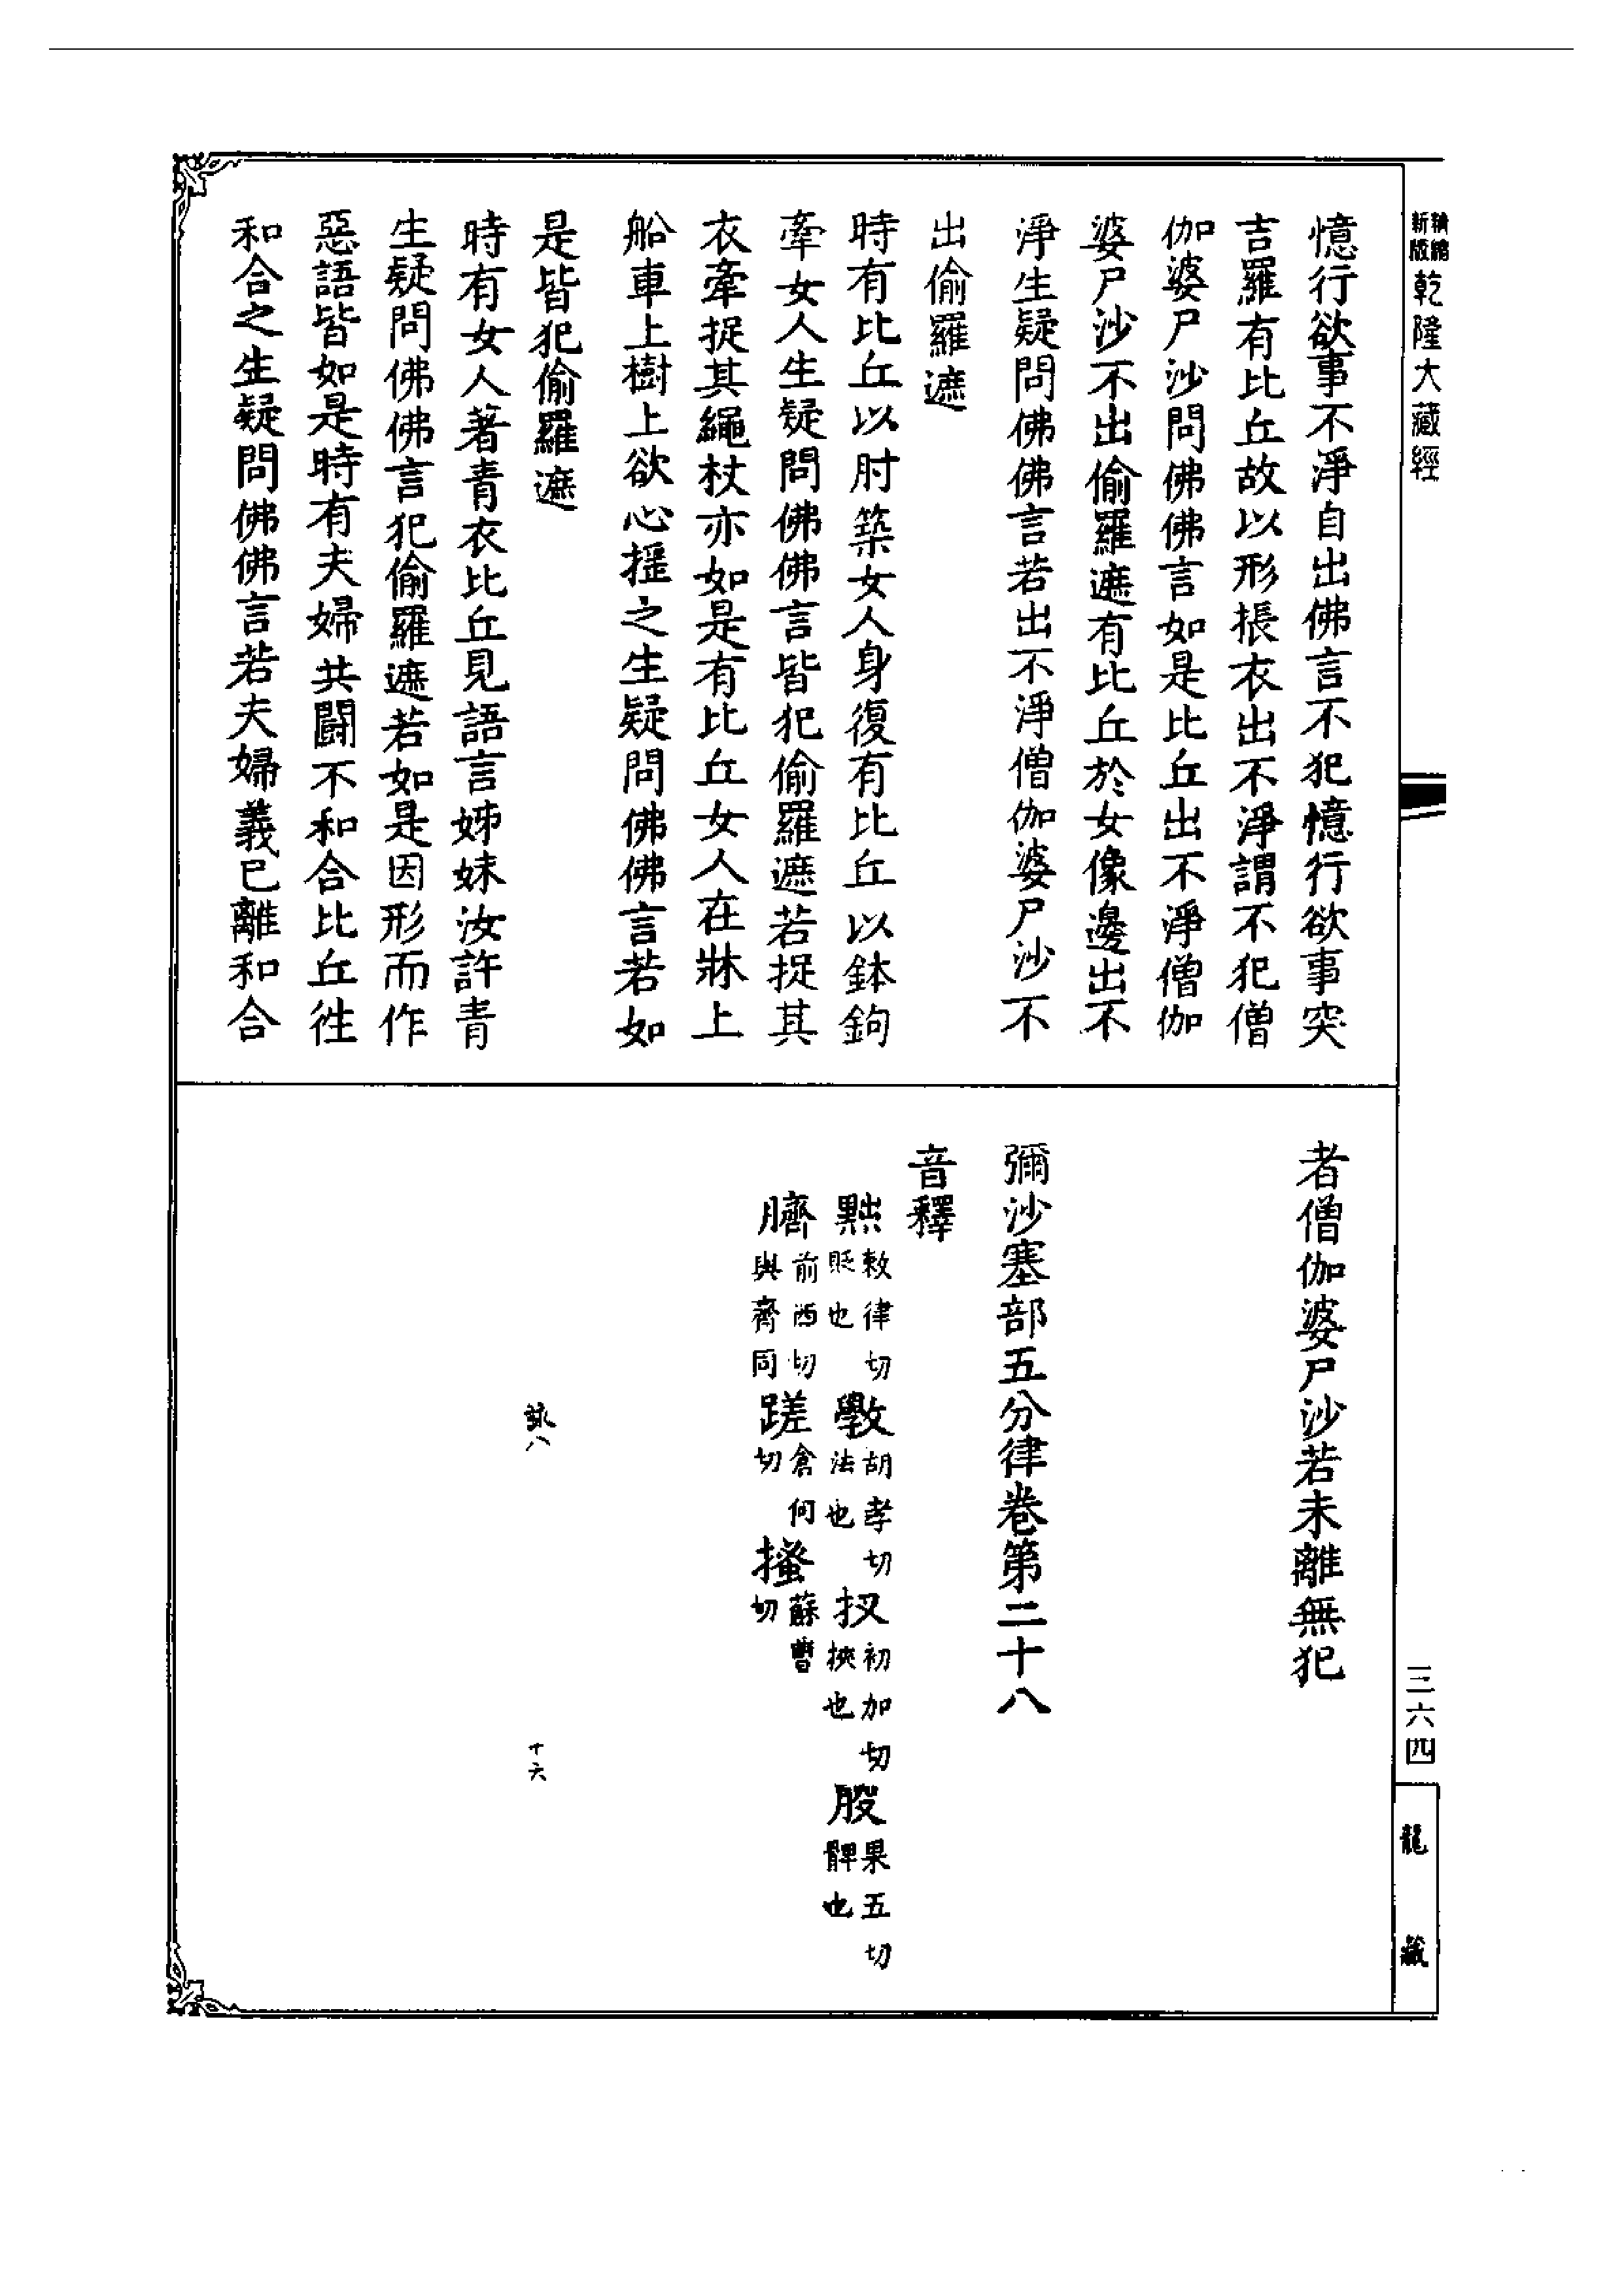 精縮新版乾隆大藏經
憶行欲事不淨自出佛言不犯憶行欲事突
吉羅有比丘故以形振衣出不淨謂不犯僧
伽婆尸沙問佛佛言如是比丘出不淨僧伽
婆尸沙不出偷羅遮有比丘於女像邊出不
淨生疑問佛佛言若出不淨僧伽婆尸沙不
出偷羅遮
時有比丘以肘築女人身復有比丘以鉢鉤
牽女人生疑問佛佛言皆犯偷羅遮若捉其
衣牽捉其繩杖亦如是有比丘女人在牀上
船車上樹上欲心搖之生疑問佛佛言若如
是皆犯偷羅遮
時有女人著青衣比丘見語言姊妹汝許青
生疑問佛佛言犯偷羅遮若如是因形而作
惡語皆如是時有夫婦共鬪不和合比丘往
和合之生疑問佛佛言若夫婦義已離和合
者僧伽婆尸沙若未離無犯
彌沙塞部五分律卷第二十八
音釋
黜敕律切貶也 斆胡孝切法也 扠初加切挾也 股果五切髀也
臍前西切與齊同 蹉倉何切 搔蘇曹切
詠八
十六
三六四
龍藏